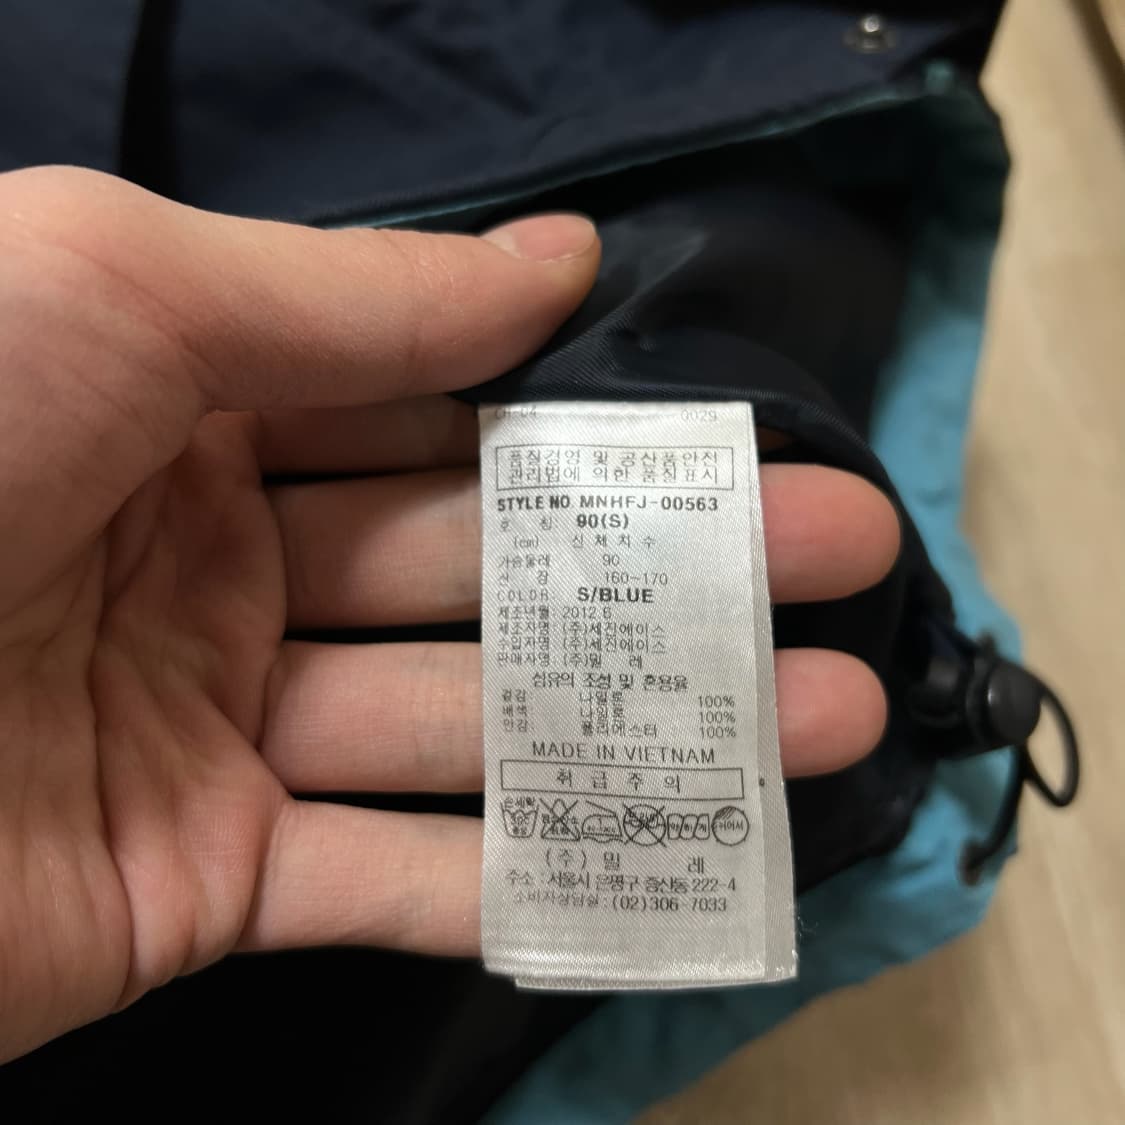 CH-04 0029
품질경영 및 공산품안전
관리법에 의한 품질표시
STYLE NO. MNHFJ-00563
호 칭 90(S)
(cm) 신 체 치 수
가슴둘레 90
신 장 160~170
COLOR S/BLUE
제조년월 2012.6
제조자명 (주)세진에이스
수입자명 (주)세진에이스
판매자명: (주)밀 레
섬유의 조성 및 혼용율
겉감 나일론 100%
배색: 나일론 100%
안감: 폴리에스터 100%
MADE IN VIETNAM
취 급 주 의
손세탁
(주) 밀 레
주소 : 서울시 은평구 증산동 222-4
소비자상담실 : (02)306-7033